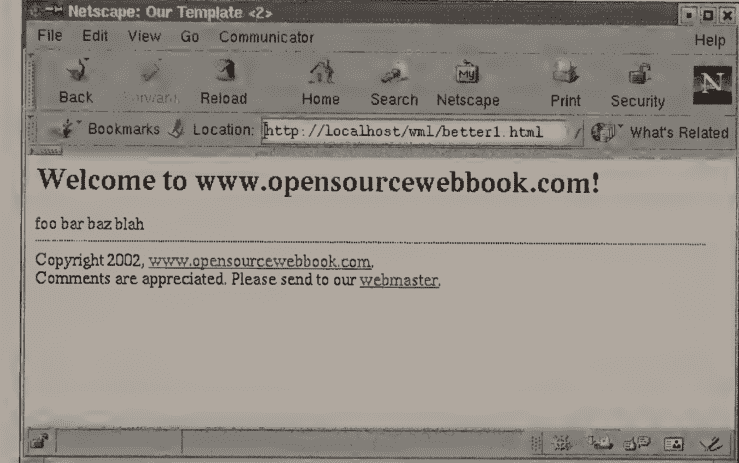 Netscape: Our Template <2>
File Edit View Go Communicator Help
Back Forward Reload Home Search Netscape Print Security
My
N
Bookmarks Location: http://localhost/wml/better1.html What's Related
Welcome to www.opensourcewebbook.com!
foo bar baz blah
Copyright 2002, www.opensourcewebbook.com.
Comments are appreciated. Please send to our webmaster.